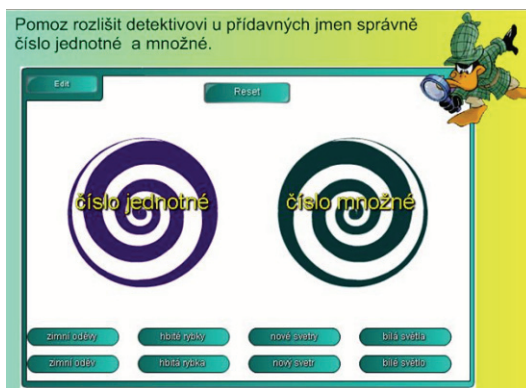 Pomoz rozlišit detektivovi u přídavných jmen správně
číslo jednotné a množné.
Edit
Reset
číslo jednotné
číslo množné
zimní oděvy
hbité rybky
nové svetry
bílá světla
zimní oděv
hbitá rybka
nový svetr
bílé světlo